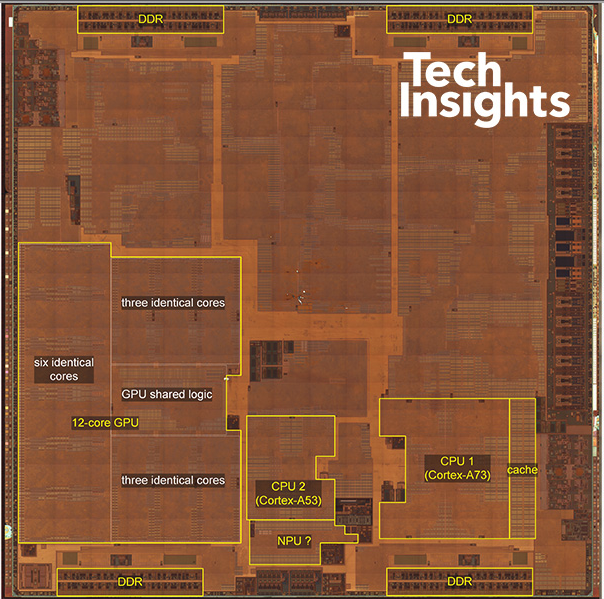 DDR
DDR
Tech
Insights
three identical cores
six identical
cores
GPU shared logic
12-core GPU
three identical cores
CPU 2
(Cortex-A53)
CPU 1
(Cortex-A73)
cache
NPU ?
DDR
DDR